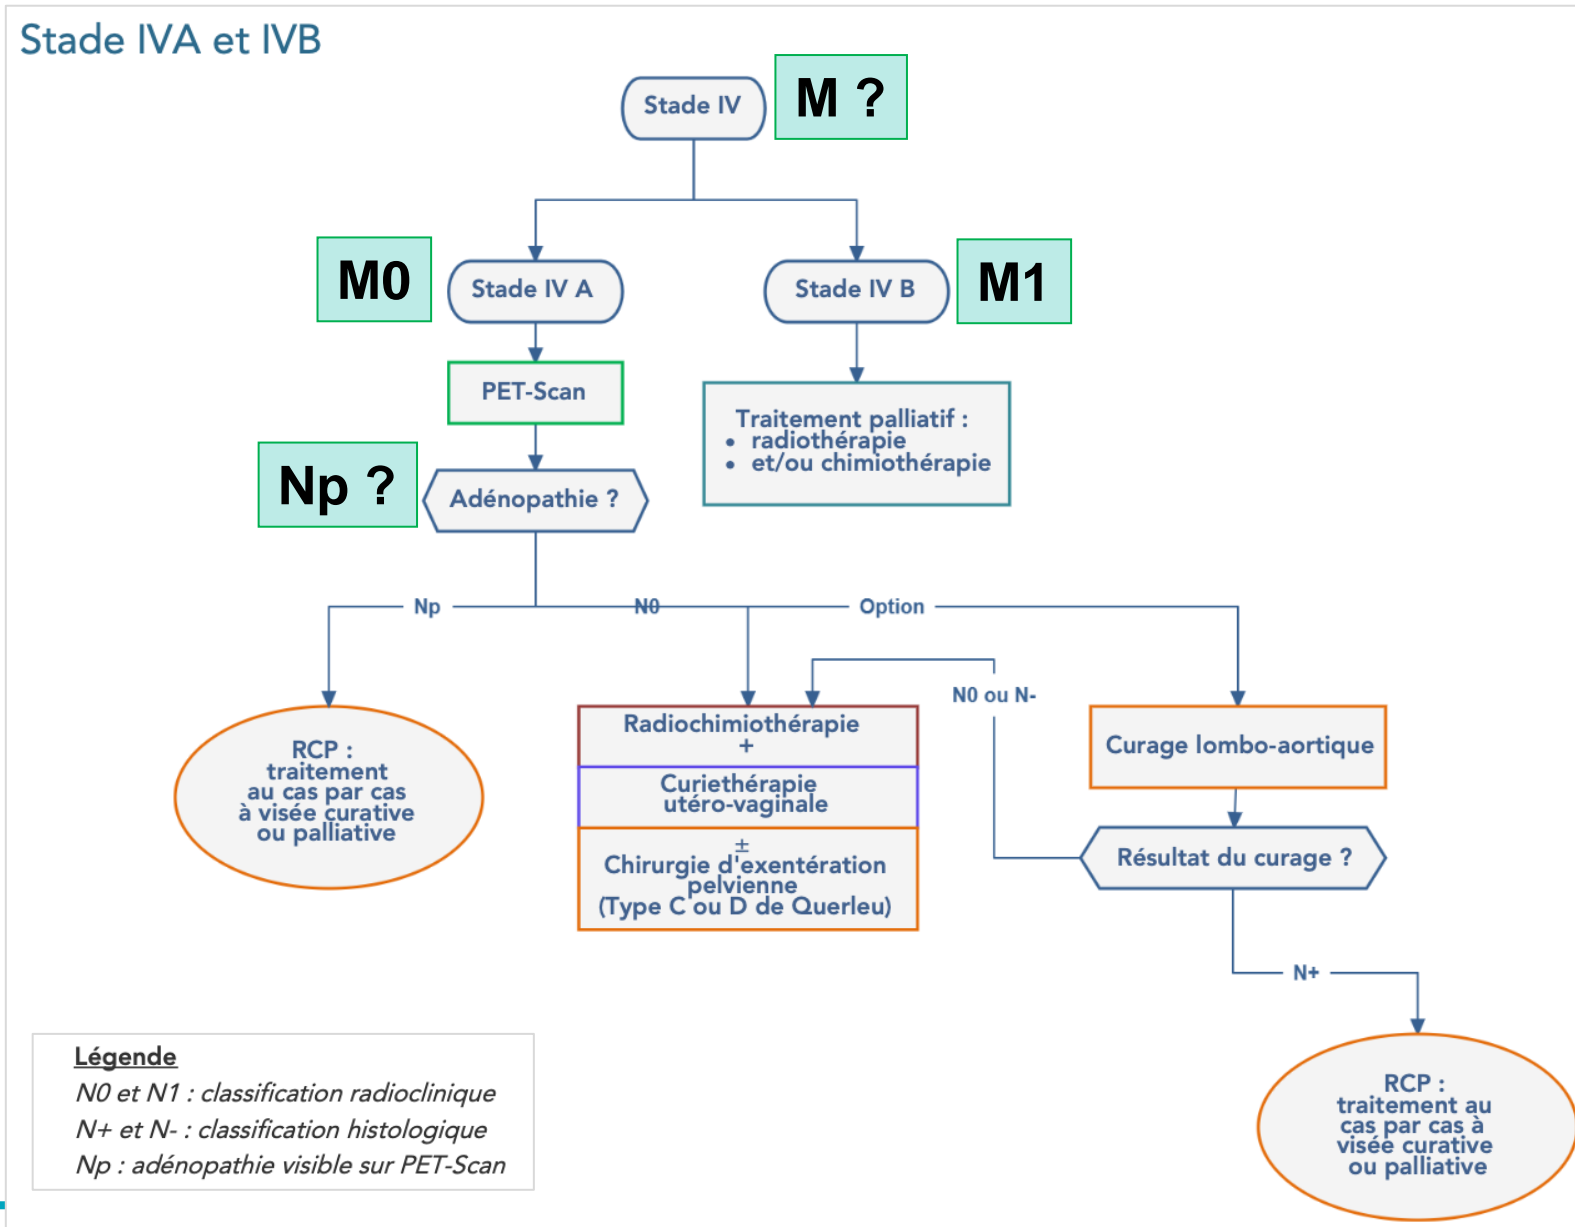 Stade IVA et IVB
Stade IV
M ?
M0
Stade IV A
Stade IV B
M1
PET-Scan
Traitement palliatif :
• radiothérapie
• et/ou chimiothérapie
Np ?
Adénopathie ?
Np
N0
Option
N0 ou N-
RCP :
traitement
au cas par cas
à visée curative
ou palliative
Radiochimiothérapie
+
Curiethérapie
utéro-vaginale
±
Chirurgie d'exentération
pelvienne
(Type C ou D de Querleu)
Curage lombo-aortique
Résultat du curage ?
N+
RCP :
traitement au
cas par cas à
visée curative
ou palliative
Légende
N0 et N1 : classification radioclinique
N+ et N- : classification histologique
Np : adénopathie visible sur PET-Scan